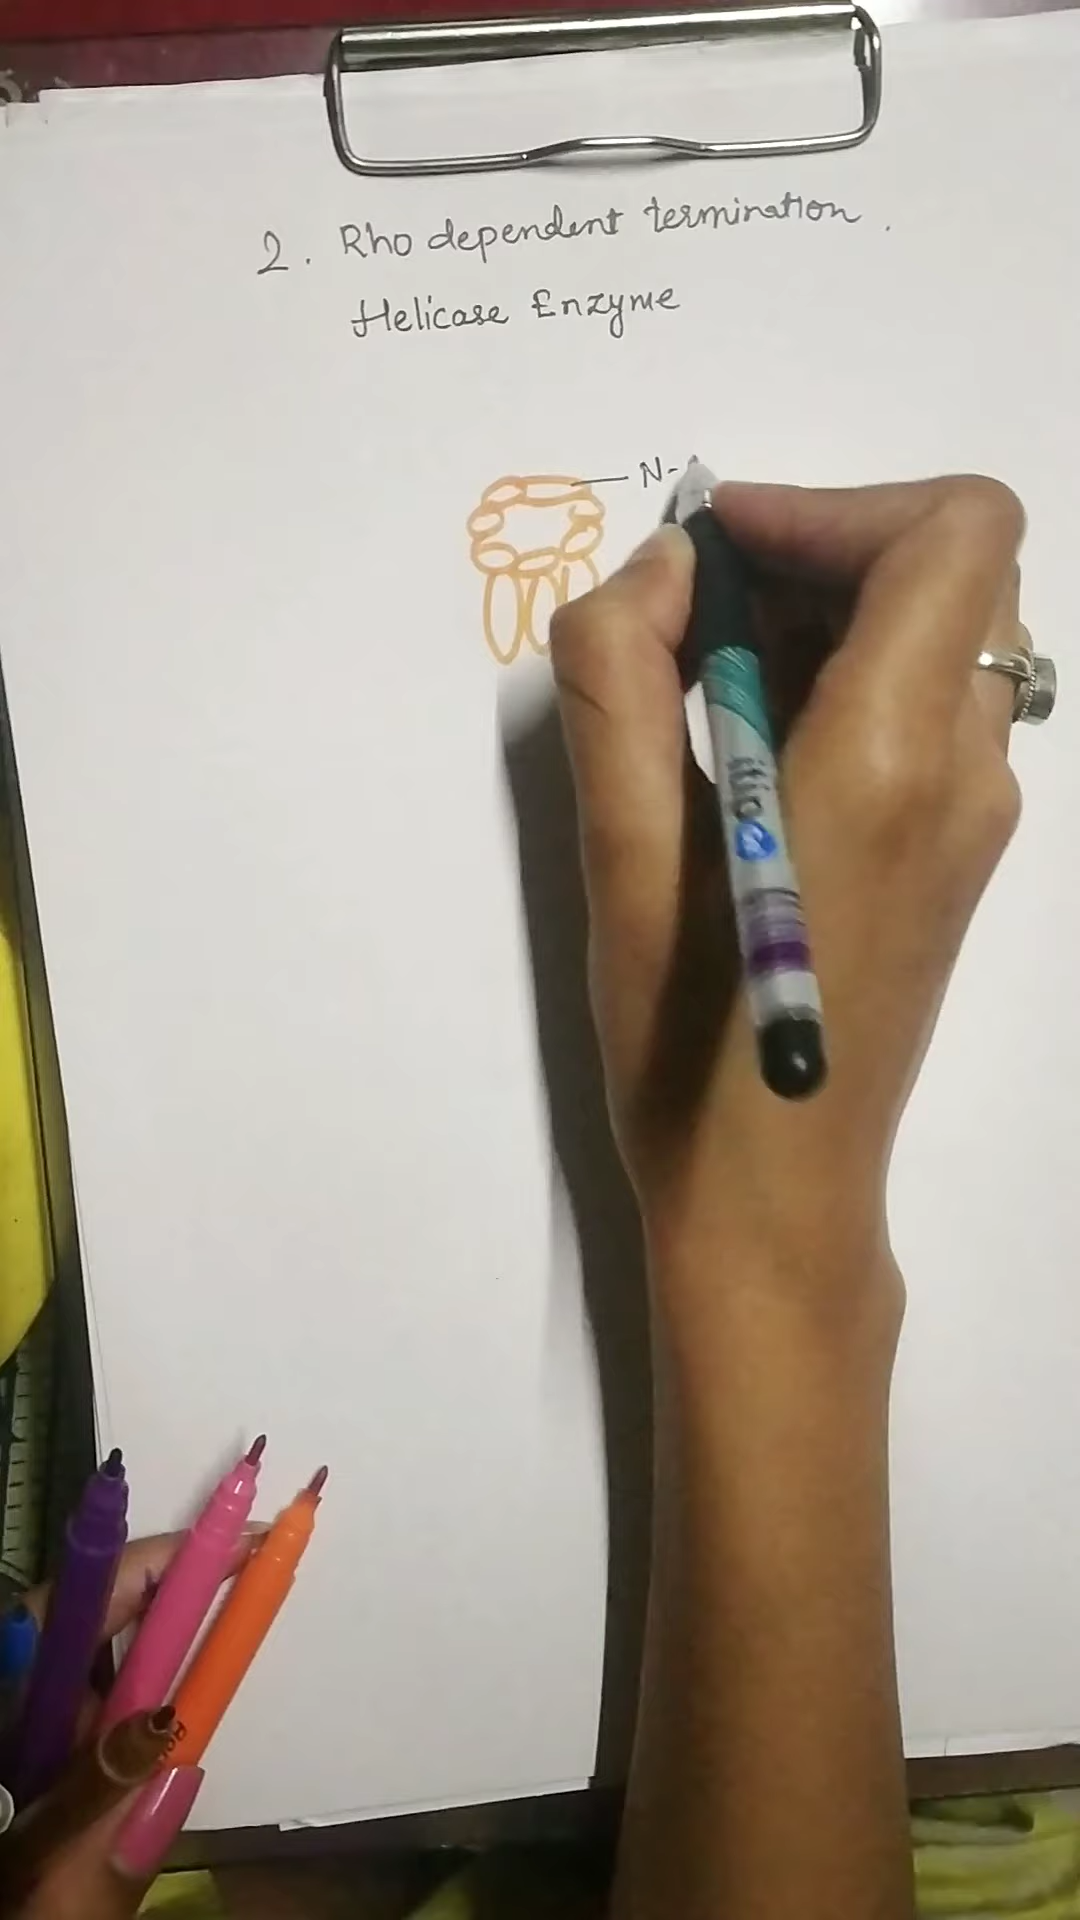 2. Rho dependent termination.
Helicase Enzyme
N-